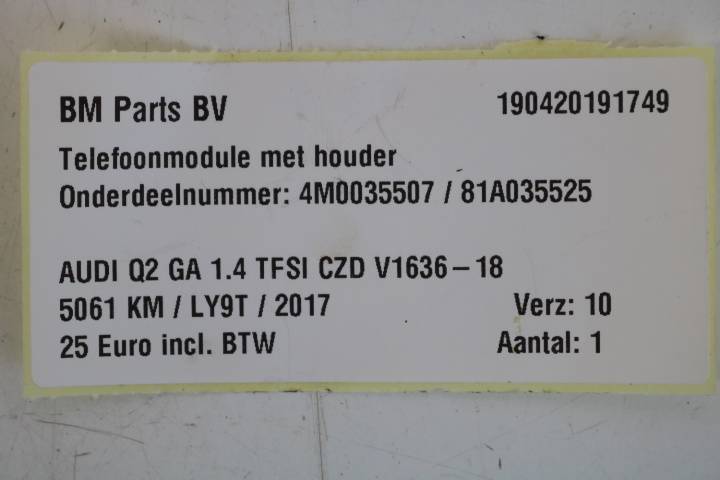 BM Parts BV 190420191749
Telefoonmodule met houder
Onderdeelnummer: 4M0035507 / 81A035525
AUDI Q2 GA 1.4 TFSI CZD V1636-18
5061 KM / LY9T / 2017 Verz: 10
25 Euro incl. BTW Aantal: 1